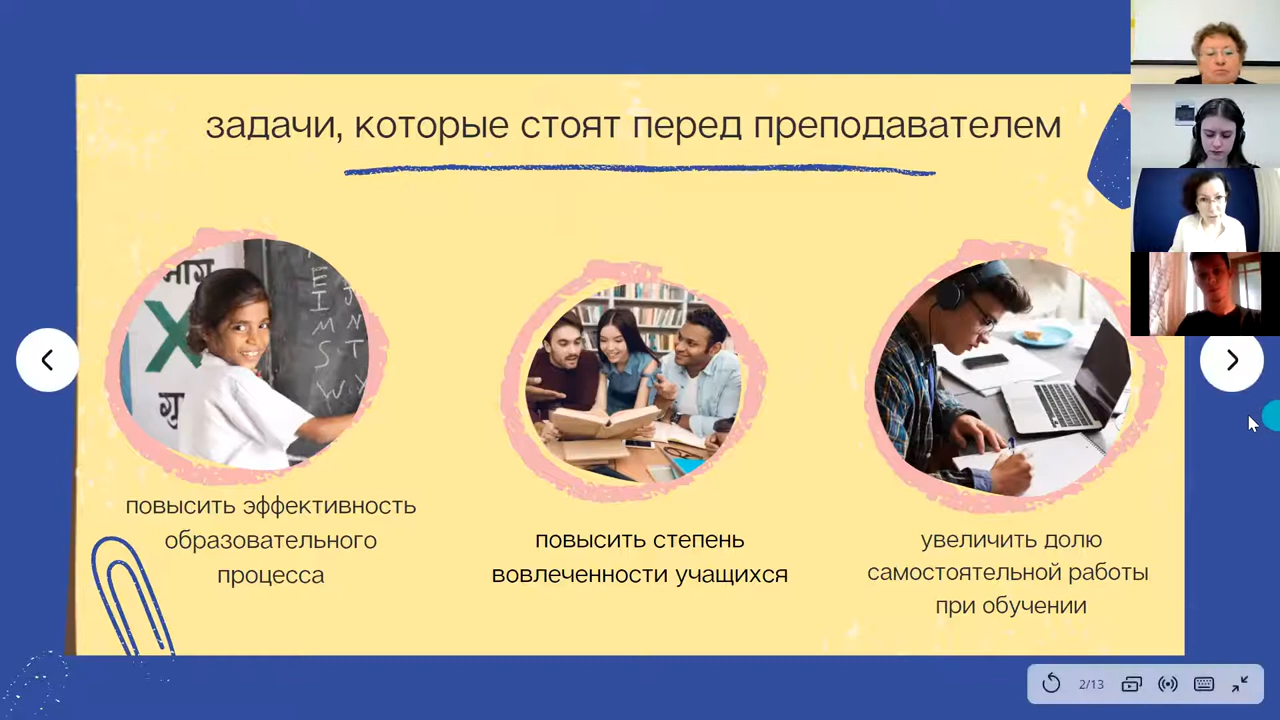 задачи, которые стоят перед преподавателем
повысить эффективность
образовательного
процесса
повысить степень
вовлеченности учащихся
увеличить долю
самостоятельной работы
при обучении
2/13
E
I
M
S
W
N
T